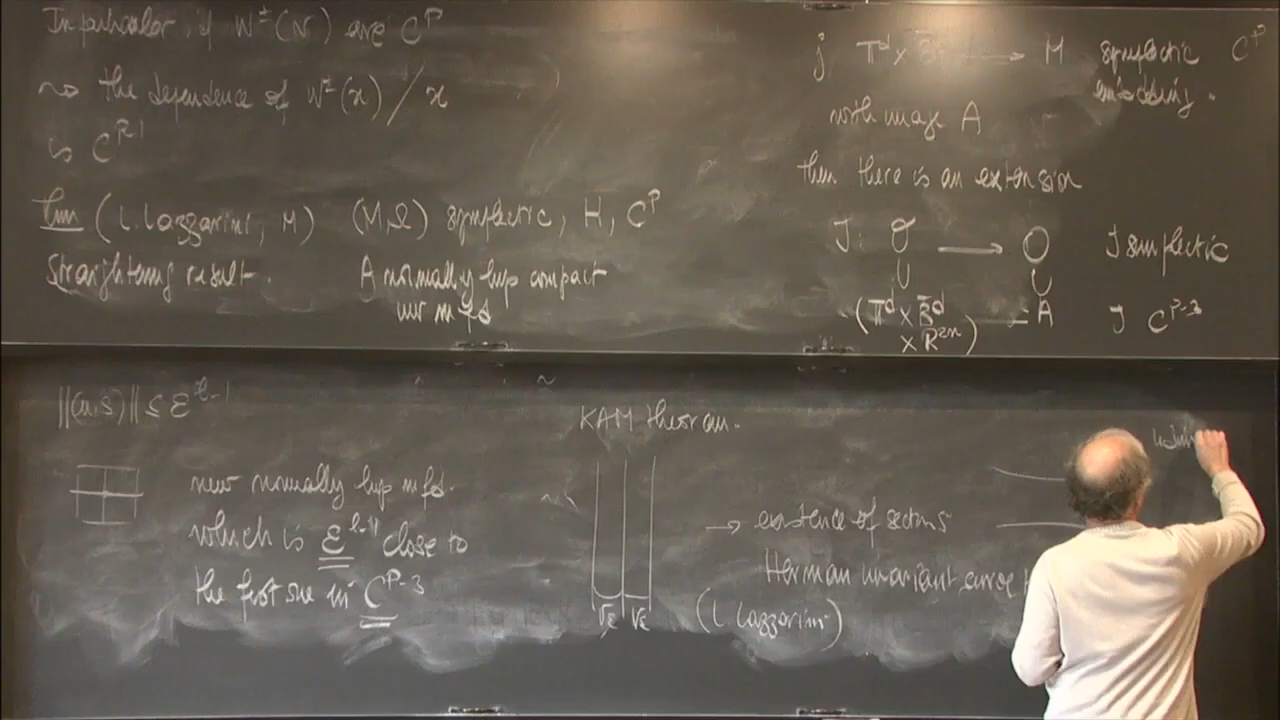 In particular, if W±(N) are C^p
⇝ the dependence of W±(x) / x
is C^{p-1}
Thm (L. Lazzarini, M) (M,Ω) symplectic, H, C^p
Straightening result. A normally hyp compact
inv mfd
j: 𝕋^d × → M symplectic C^p
embedding.
with image A
then there is an extension
J: O → O J symplectic
∪ ∪
(𝕋^d × B̄^d — A J C^{p-3}
× ℝ^{2n})
||(u,s)|| ≤ ε^{l-1}
new normally hyp mfd.
which is close to
the first one in C^{p-3}
KAM theorem.
√ε √ε
→ existence of sections
Herman invariant curve
(L Lazzarini)